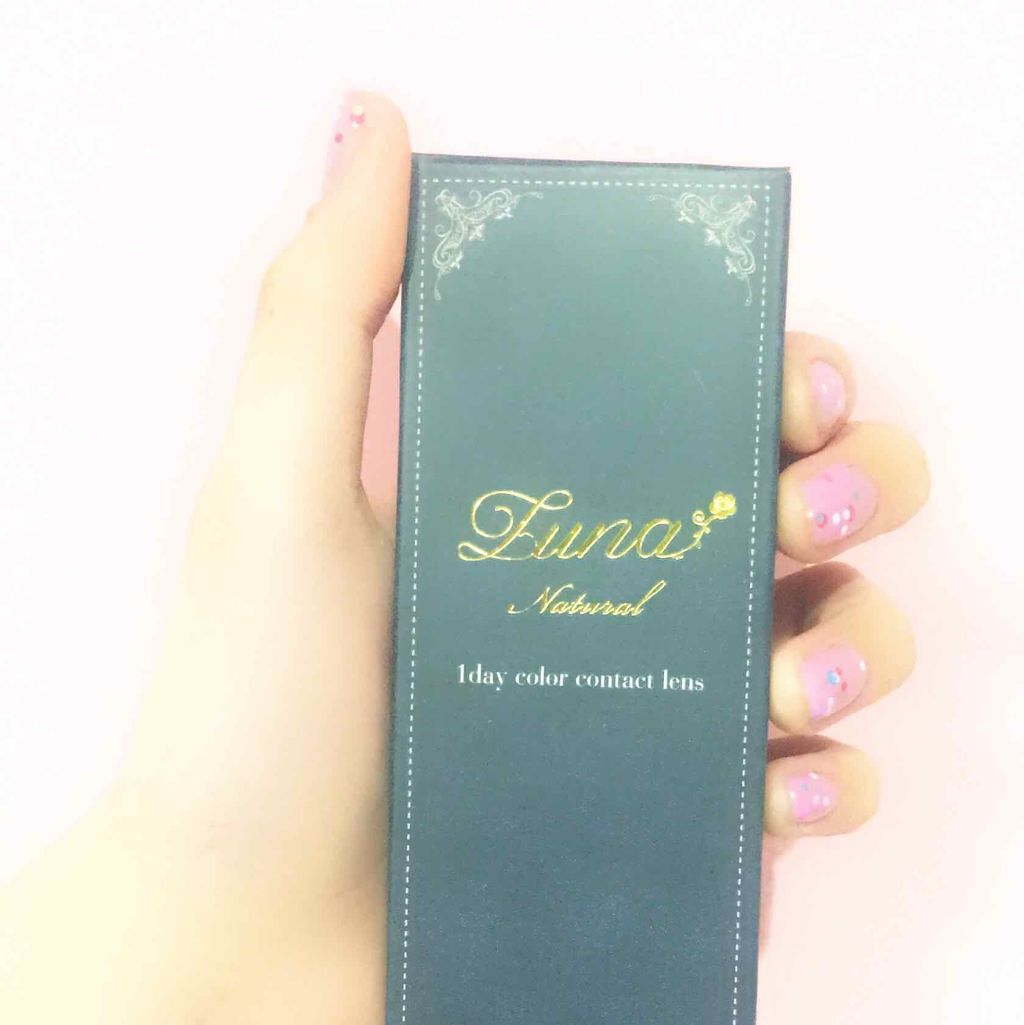 Luna
Natural
1day color contact lens